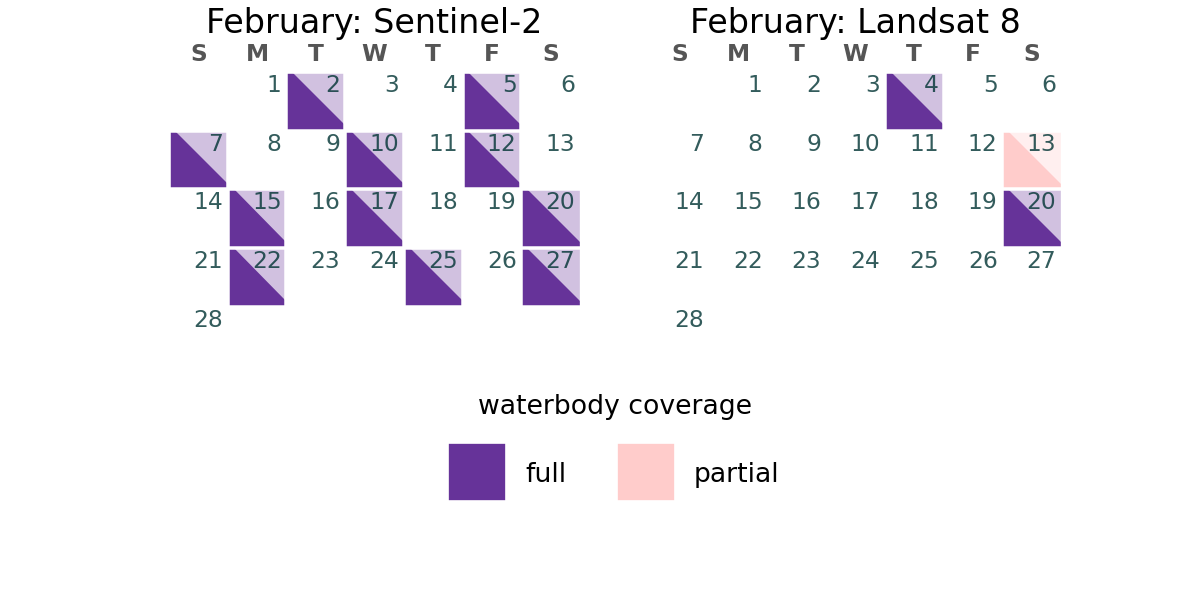 February: Sentinel-2
S M T W T F S
1 2 3 4 5 6
7 8 9 10 11 12 13
14 15 16 17 18 19 20
21 22 23 24 25 26 27
28
February: Landsat 8
S M T W T F S
1 2 3 4 5 6
7 8 9 10 11 12 13
14 15 16 17 18 19 20
21 22 23 24 25 26 27
28
waterbody coverage
full partial